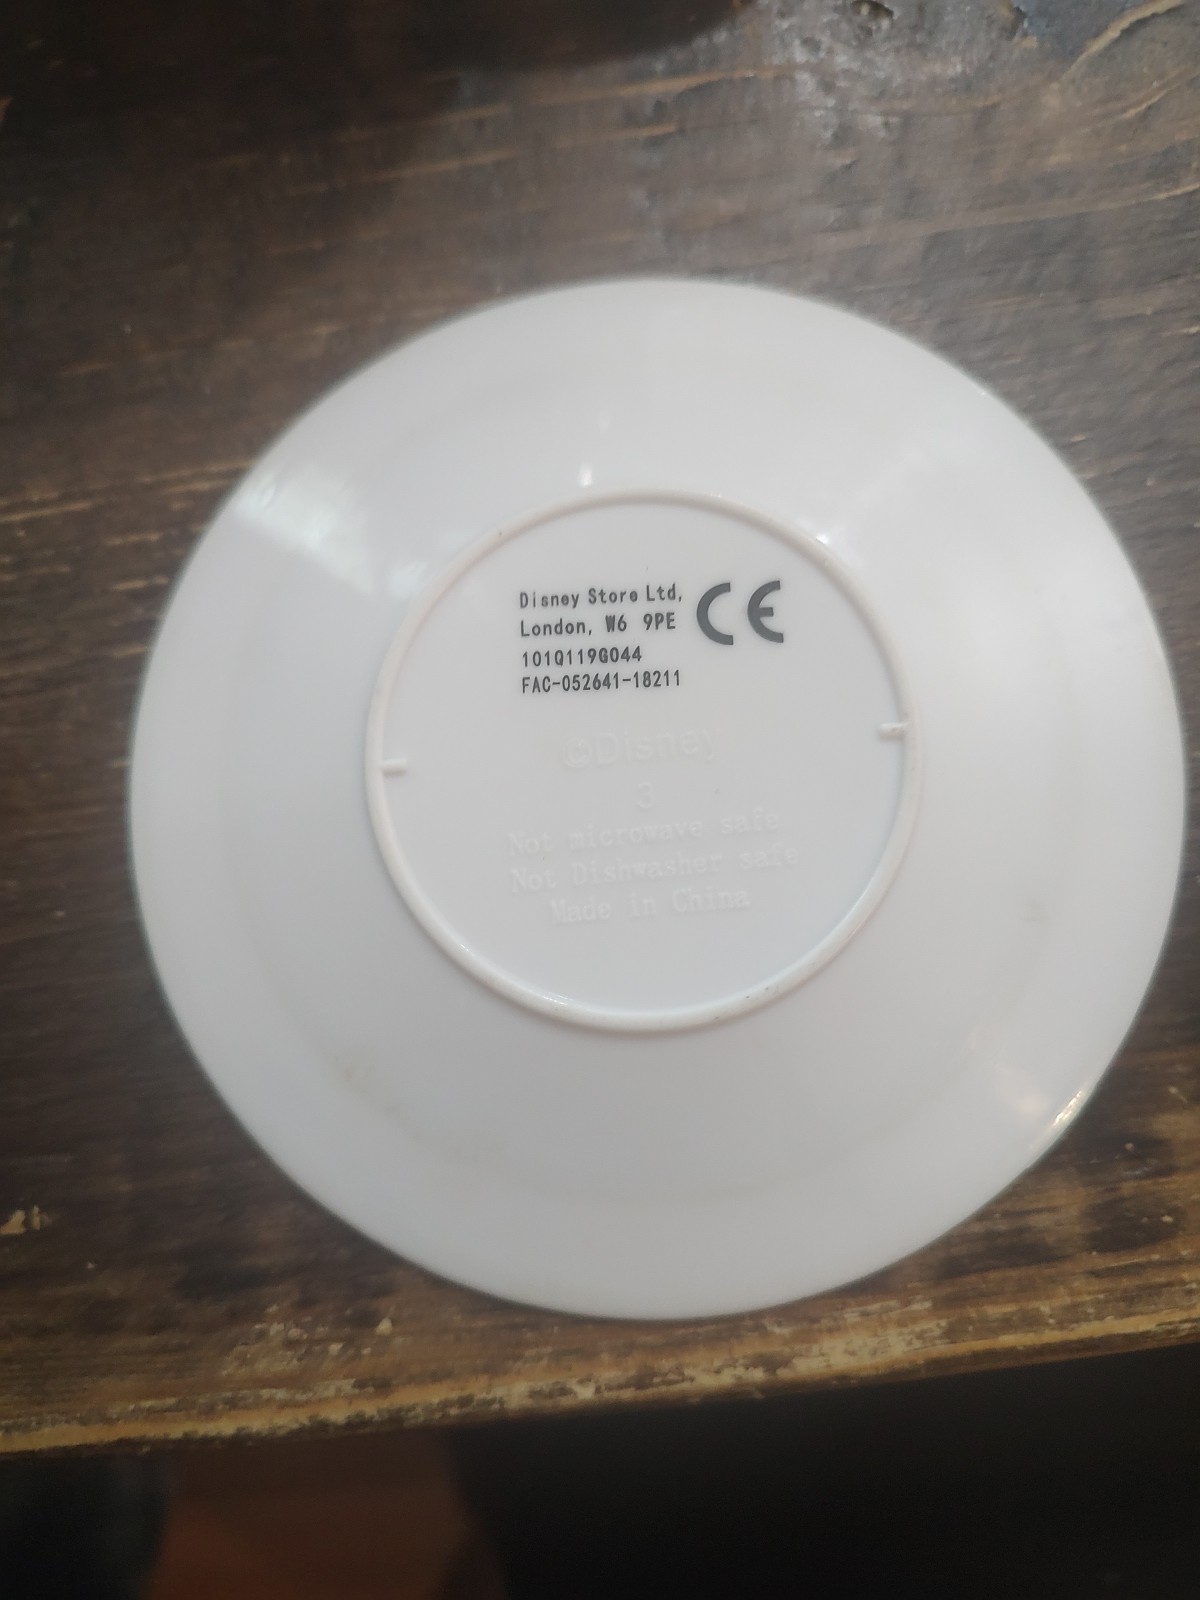 Disney Store Ltd,
London, W6 9PE
CE
101Q119G044
FAC-052641-18211
©Disney
3
Not microwave safe
Not Dishwasher safe
Made in China